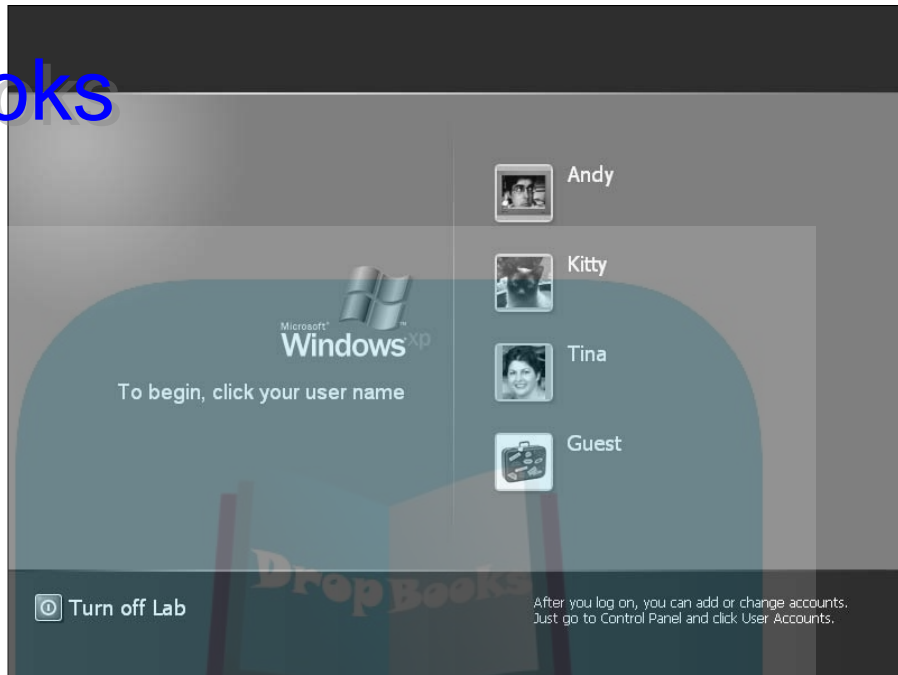 oks
Andy
Kitty
Microsoft®
Windows xp™
To begin, click your user name
Tina
Guest
DropBooks
Turn off Lab
After you log on, you can add or change accounts.
Just go to Control Panel and click User Accounts.